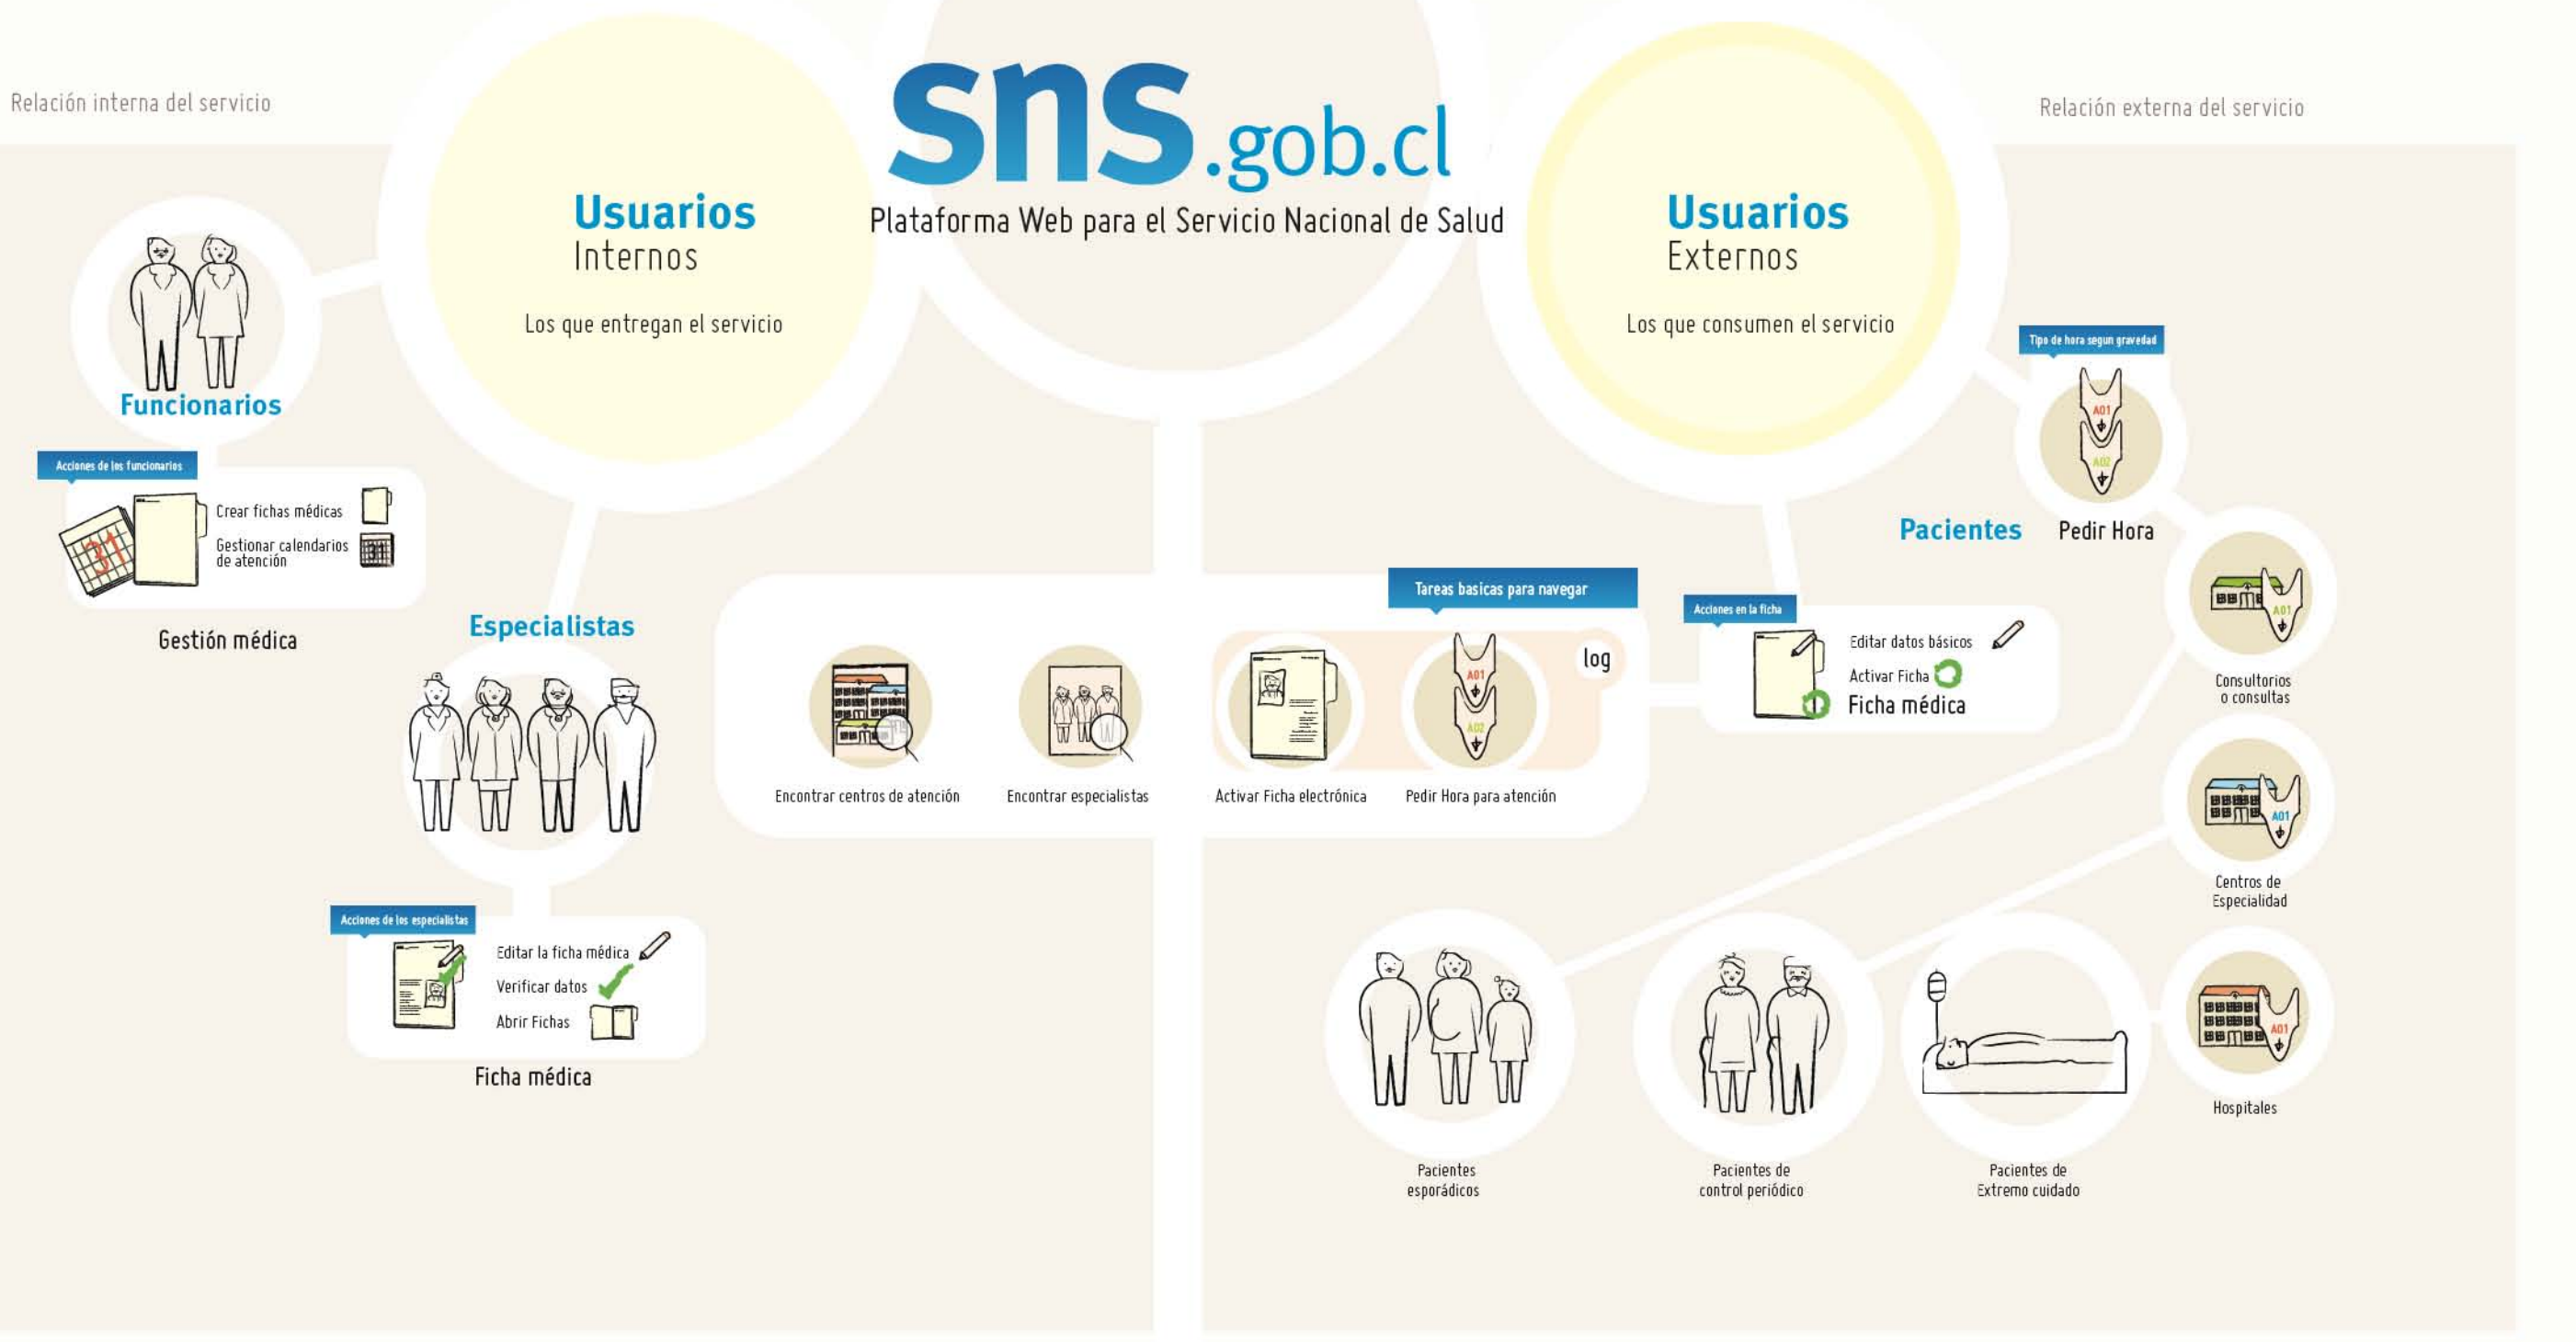 Relación interna del servicio
sns.gob.cl
Plataforma Web para el Servicio Nacional de Salud
Relación externa del servicio
Usuarios
Internos
Los que entregan el servicio
Usuarios
Externos
Los que consumen el servicio
Funcionarios
Acciones de los funcionarios
31
Crear fichas médicas
Gestionar calendarios
de atención
31
Gestión médica
Especialistas
Acciones de los especialistas
Editar la ficha médica
Verificar datos
Abrir Fichas
Ficha médica
Tareas basicas para navegar
log
A01
A02
Encontrar centros de atención
Encontrar especialistas
Activar Ficha electrónica
Pedir Hora para atención
Acciones en la ficha
Editar datos básicos
Activar Ficha
Ficha médica
Tipo de hora segun gravedad
A01
A02
Pacientes
Pedir Hora
A01
Consultorios
o consultas
A01
Centros de
Especialidad
A01
Hospitales
Pacientes
esporádicos
Pacientes de
control periódico
Pacientes de
Extremo cuidado